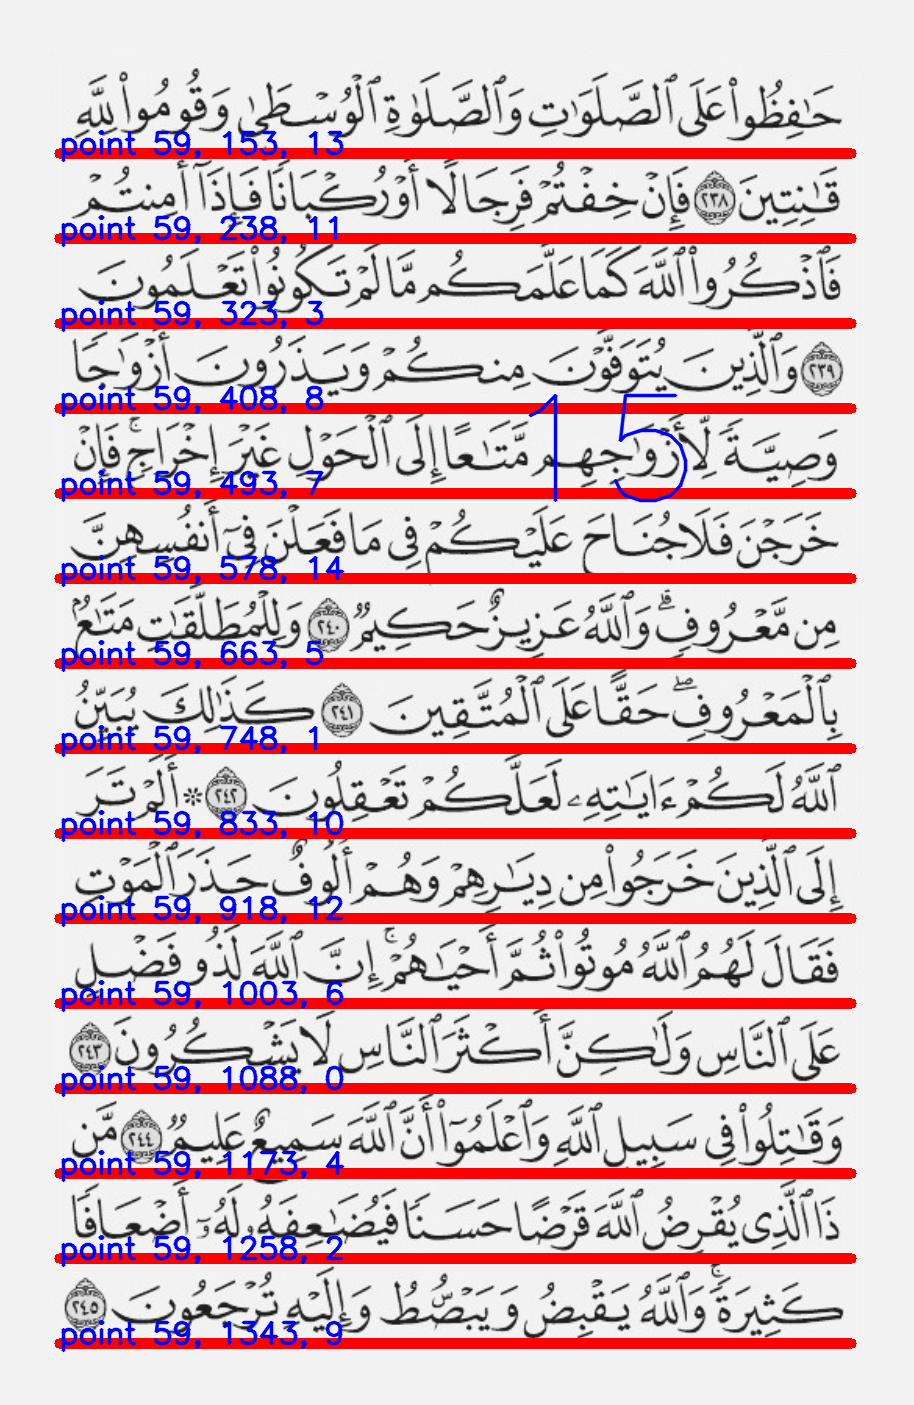 حَـٰفِظُوا۟ عَلَى ٱلصَّلَوَٰتِ وَٱلصَّلَوٰةِ ٱلْوُسْطَىٰ وَقُومُوا۟ لِلَّهِ
point 59, 153, 13
قَـٰنِتِينَ ٢٣٨ فَإِنْ خِفْتُمْ فَرِجَالًا أَوْ رُكْبَانًا فَإِذَآ أَمِنتُمْ
point 59, 238, 11
فَٱذْكُرُوا۟ ٱللَّهَ كَمَا عَلَّمَكُم مَّا لَمْ تَكُونُوا۟ تَعْلَمُونَ
point 59, 323, 3
٢٣٩ وَٱلَّذِينَ يُتَوَفَّوْنَ مِنكُمْ وَيَذَرُونَ أَزْوَٰجًا
point 59, 408, 8
وَصِيَّةً لِّأَزْوَٰجِهِم مَّتَـٰعًا إِلَى ٱلْحَوْلِ غَيْرَ إِخْرَاجٍ ۚ فَإِنْ
15
point 59, 493, 7
خَرَجْنَ فَلَا جُنَاحَ عَلَيْكُمْ فِى مَا فَعَلْنَ فِىٓ أَنفُسِهِنَّ
point 59, 578, 14
مِن مَّعْرُوفٍ ۗ وَٱللَّهُ عَزِيزٌ حَكِيمٌ ٢٤٠ وَلِلْمُطَلَّقَـٰتِ مَتَـٰعٌۢ
point 59, 663, 5
بِٱلْمَعْرُوفِ ۖ حَقًّا عَلَى ٱلْمُتَّقِينَ ٢٤١ كَذَٰلِكَ يُبَيِّنُ
point 59, 748, 1
ٱللَّهُ لَكُمْ ءَايَـٰتِهِۦ لَعَلَّكُمْ تَعْقِلُونَ ٢٤٢ ۞ أَلَمْ تَرَ
point 59, 833, 10
إِلَى ٱلَّذِينَ خَرَجُوا۟ مِن دِيَـٰرِهِمْ وَهُمْ أُلُوفٌ حَذَرَ ٱلْمَوْتِ
point 59, 918, 12
فَقَالَ لَهُمُ ٱللَّهُ مُوتُوا۟ ثُمَّ أَحْيَـٰهُمْ ۚ إِنَّ ٱللَّهَ لَذُو فَضْلٍ
point 59, 1003, 6
عَلَى ٱلنَّاسِ وَلَـٰكِنَّ أَكْثَرَ ٱلنَّاسِ لَا يَشْكُرُونَ ٢٤٣
point 59, 1088, 0
وَقَـٰتِلُوا۟ فِى سَبِيلِ ٱللَّهِ وَٱعْلَمُوٓا۟ أَنَّ ٱللَّهَ سَمِيعٌ عَلِيمٌ ٢٤٤ مَّن
point 59, 1173, 4
ذَا ٱلَّذِى يُقْرِضُ ٱللَّهَ قَرْضًا حَسَنًا فَيُضَـٰعِفَهُۥ لَهُۥٓ أَضْعَافًا
point 59, 1258, 2
كَثِيرَةً ۚ وَٱللَّهُ يَقْبِضُ وَيَبْصُۜطُ وَإِلَيْهِ تُرْجَعُونَ ٢٤٥
point 59, 1343, 9